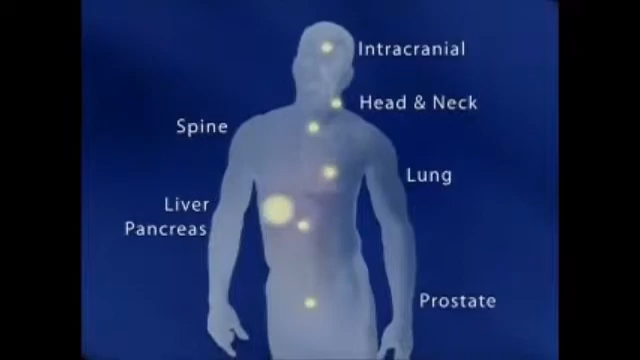 Intracranial
Head & Neck
Spine
Lung
Liver
Pancreas
Prostate